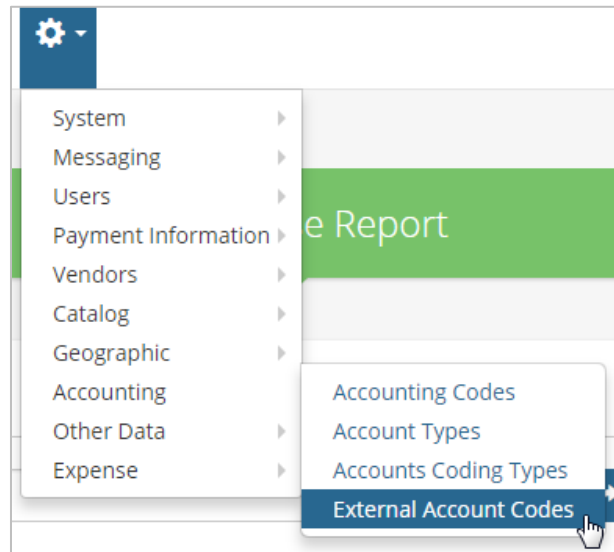 System
Messaging
Users
e Report
Payment Information
Vendors
Catalog
Geographic
Accounting
Accounting Codes
Other Data
Account Types
Expense
Accounts Coding Types
External Account Codes